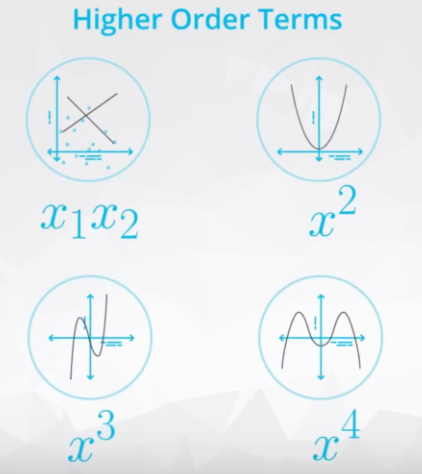 Higher Order Terms
x₁x₂
x²
x³
x⁴